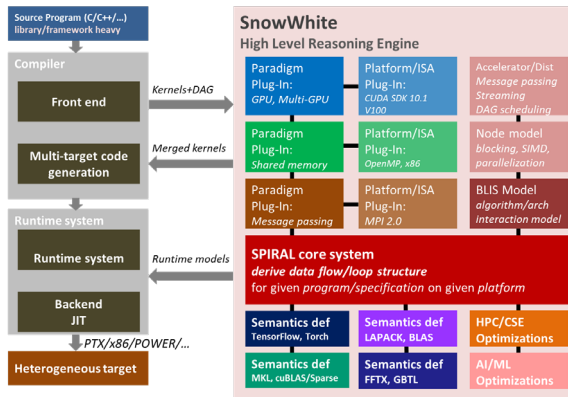 Source Program (C/C++/...)
library/framework heavy
Compiler
Front end
Multi-target code
generation
Runtime system
Runtime system
Backend
JIT
PTX/x86/POWER/...
Heterogeneous target
Kernels+DAG
Merged kernels
Runtime models
SnowWhite
High Level Reasoning Engine
Paradigm
Plug-In:
GPU, Multi-GPU
Platform/ISA
Plug-In:
CUDA SDK 10.1
V100
Accelerator/Dist
Message passing
Streaming
DAG scheduling
Paradigm
Plug-In:
Shared memory
Platform/ISA
Plug-In:
OpenMP, x86
Node model
blocking, SIMD,
parallelization
Paradigm
Plug-In:
Message passing
Platform/ISA
Plug-In:
MPI 2.0
BLIS Model
algorithm/arch
interaction model
SPIRAL core system
derive data flow/loop structure
for given program/specification on given platform
Semantics def
TensorFlow, Torch
Semantics def
LAPACK, BLAS
HPC/CSE
Optimizations
Semantics def
MKL, cuBLAS/Sparse
Semantics def
FFTX, GBTL
AI/ML
Optimizations